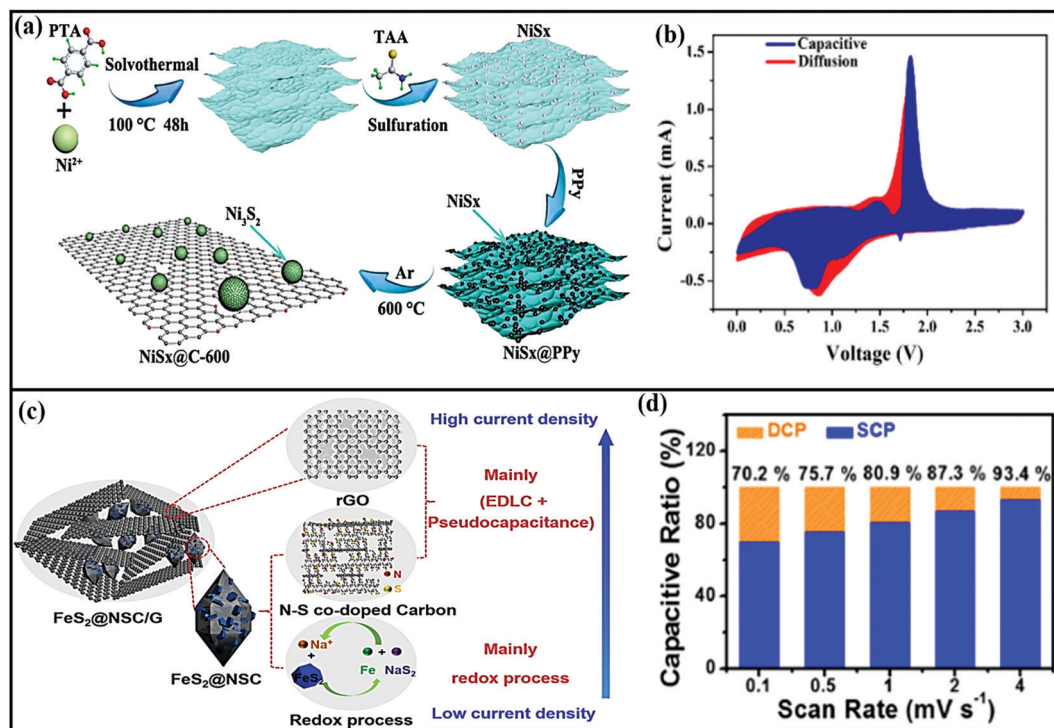 (a)
PTA
+
Ni²⁺
Solvothermal
100 °C 48h
TAA
Sulfuration
NiSx
PPy
NiSx
NiSx@PPy
Ar
600 °C
Ni₃S₂
NiSx@C-600
(b)
Capacitive
Diffusion
Current (mA)
1.5
1.0
0.5
0.0
-0.5
0.0 0.5 1.0 1.5 2.0 2.5 3.0
Voltage (V)
(c)
FeS₂@NSC/G
FeS₂@NSC
rGO
N
S
N-S co-doped Carbon
Na⁺
+
FeS₂
Fe
+
NaS₂
Redox process
High current density
Mainly
(EDLC +
Pseudocapacitance)
Mainly
redox process
Low current density
(d)
DCP SCP
Capacitive Ratio (%)
120
80
40
0
70.2 % 75.7 % 80.9 % 87.3 % 93.4 %
0.1 0.5 1 2 4
Scan Rate (mV s⁻¹)